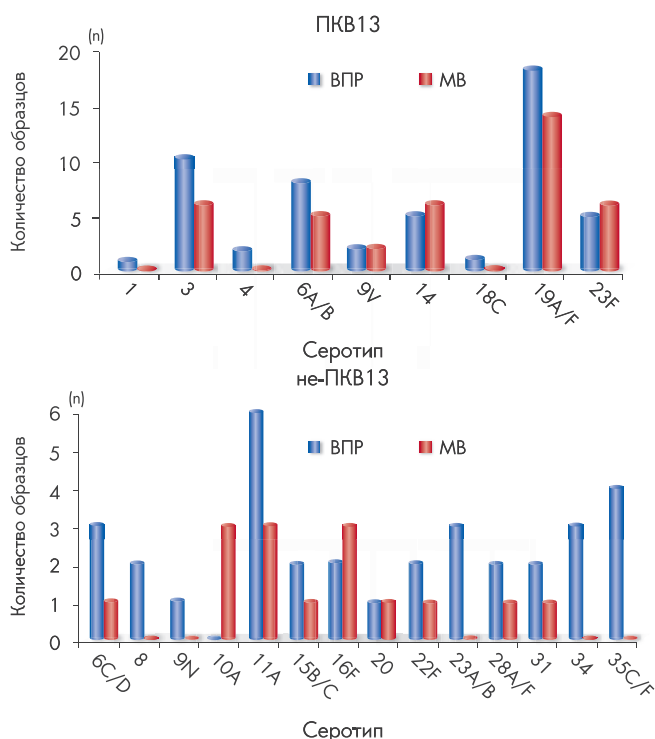 ПКВ13
(n)
Количество образцов
ВПР
МВ
20
15
10
5
0
1
3
4
6A/B
9V
14
18C
19A/F
23F
Серотип
не-ПКВ13
(n)
Количество образцов
ВПР
МВ
6
5
4
3
2
1
0
6C/D
8
9N
10A
11A
15B/C
16F
20
22F
23A/B
28A/F
31
34
35C/F
Серотип